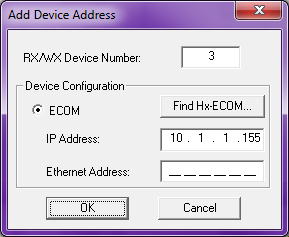 Add Device Address
RX/WX Device Number: 3
Device Configuration
ECOM
Find Hx-ECOM...
IP Address: 10 . 1 . 1 .155
Ethernet Address: _ _ _ _ _ _
OK Cancel